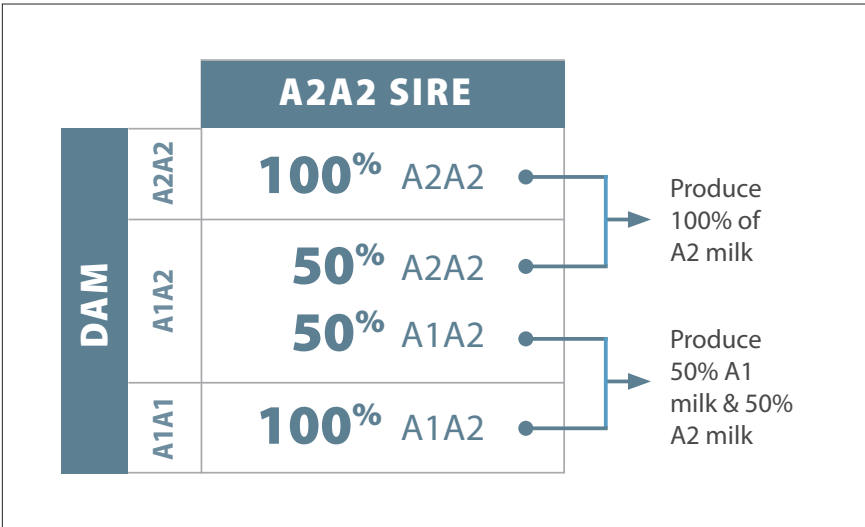 A2A2 SIRE
DAM
A2A2
100% A2A2
A1A2
50% A2A2
50% A1A2
A1A1
100% A1A2
Produce
100% of
A2 milk
Produce
50% A1
milk & 50%
A2 milk